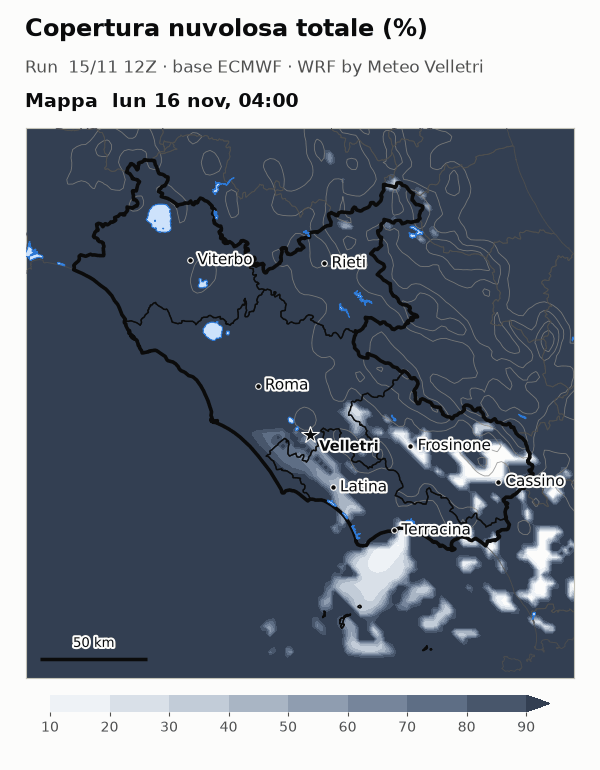 Copertura nuvolosa totale (%)
Run  15/11 12Z · base ECMWF · WRF by Meteo Velletri
Mappa  lun 16 nov, 04:00
Viterbo
Rieti
Roma
Velletri
Frosinone
Cassino
Latina
Terracina
50 km
10 20 30 40 50 60 70 80 90